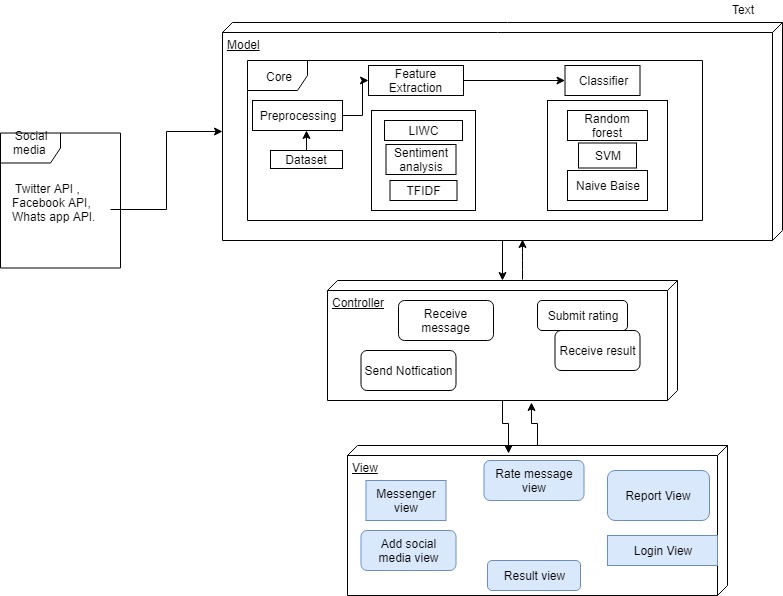 Text
Model
Core
Feature
Extraction
Classifier
Preprocessing
Dataset
LIWC
Sentiment
analysis
TFIDF
Random
forest
SVM
Naive Baise
Social
media
Twitter API ,
Facebook API,
Whats app API.
Controller
Receive
message
Submit rating
Receive result
Send Notfication
View
Rate message
view
Messenger
view
Report View
Add social
media view
Login View
Result view